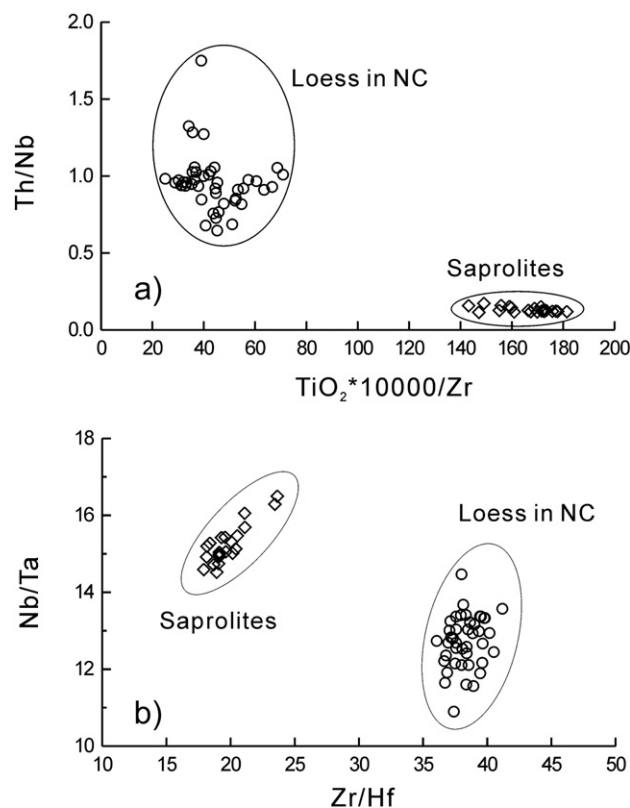 2.0
Loess in NC
1.5
Th/Nb
1.0
0.5
Saprolites
a)
0.0
0 20 40 60 80 100 120 140 160 180 200
TiO₂*10000/Zr
18
16
Loess in NC
Nb/Ta
14
Saprolites
12
b)
10
10 15 20 25 30 35 40 45 50
Zr/Hf